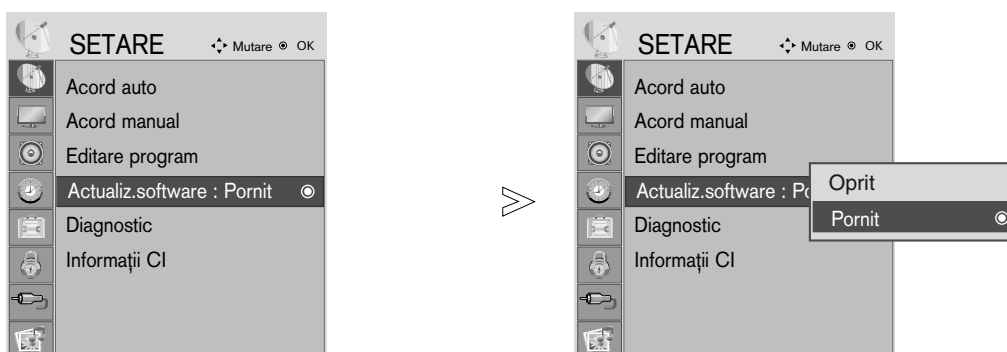 SETARE Mutare OK
Acord auto
Acord manual
Editare program
Actualiz.software : Pornit
Diagnostic
Informații CI
SETARE Mutare OK
Acord auto
Acord manual
Editare program
Actualiz.software : Po
Diagnostic
Informații CI
Oprit
Pornit